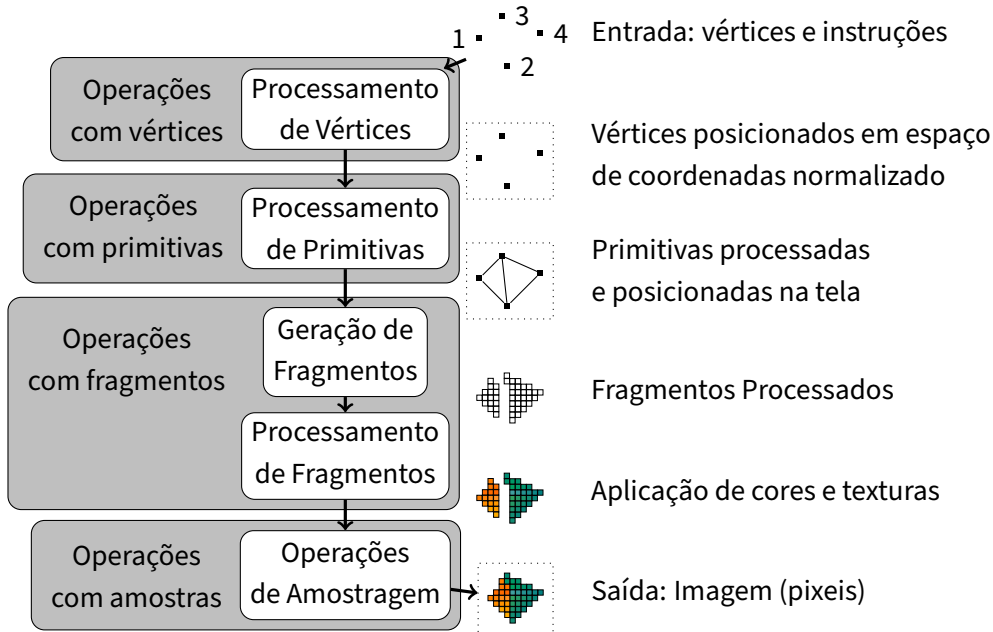 3
1
4
2
Entrada: vértices e instruções
Operações
com vértices
Processamento
de Vértices
Vértices posicionados em espaço
de coordenadas normalizado
Operações
com primitivas
Processamento
de Primitivas
Primitivas processadas
e posicionadas na tela
Operações
com fragmentos
Geração de
Fragmentos
Fragmentos Processados
Processamento
de Fragmentos
Aplicação de cores e texturas
Operações
com amostras
Operações
de Amostragem
Saída: Imagem (pixeis)